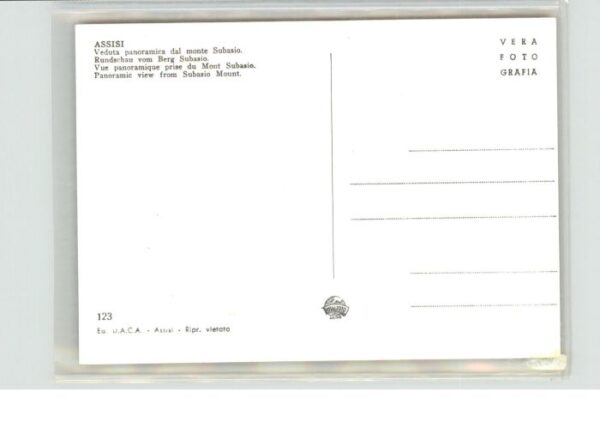 ASSISI
Veduta panoramica dal monte Subasio.
Rundschau vom Berg Subasio.
Vue panoramique prise du Mont Subasio.
Panoramic view from Subasio Mount.
VERA
FOTO
GRAFIA
123
Ed. D.A.C.A. - Assisi - Ripr. vietata